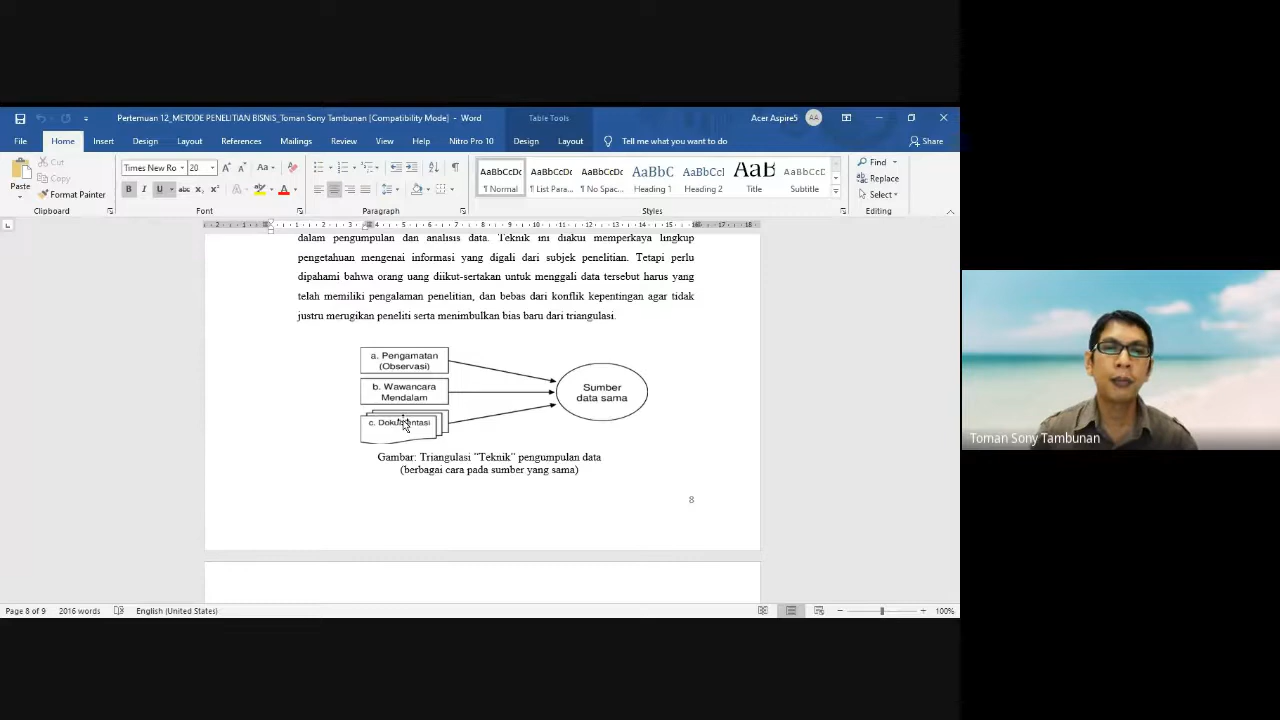 Pertemuan 12_METODE PENELITIAN BISNIS_Toman Sony Tambunan [Compatibility Mode] - Word
Table Tools
Acer Aspire5
AA
File Home Insert Design Layout References Mailings Review View Help Nitro Pro 10 Design Layout Tell me what you want to do Share
Paste
Cut
Copy
Format Painter
Clipboard
Times New Ro 20
Font
Paragraph
AaBbCcDc AaBbCcDc AaBbCcDc AaBbC AaBbCcI AaB AaBbCcD
¶ Normal ¶ List Para... ¶ No Spac... Heading 1 Heading 2 Title Subtitle
Styles
Find
Replace
Select
Editing
dalam pengumpulan dan analisis data. Teknik ini diakui memperkaya lingkup
pengetahuan mengenai informasi yang digali dari subjek penelitian. Tetapi perlu
dipahami bahwa orang uang diikut-sertakan untuk menggali data tersebut harus yang
telah memiliki pengalaman penelitian, dan bebas dari konflik kepentingan agar tidak
justru merugikan peneliti serta menimbulkan bias baru dari triangulasi.
a. Pengamatan
(Observasi)
b. Wawancara
Mendalam
c. Dokumentasi
Sumber
data sama
Gambar: Triangulasi "Teknik" pengumpulan data
(berbagai cara pada sumber yang sama)
8
Toman Sony Tambunan
Page 8 of 9 2016 words English (United States) 100%